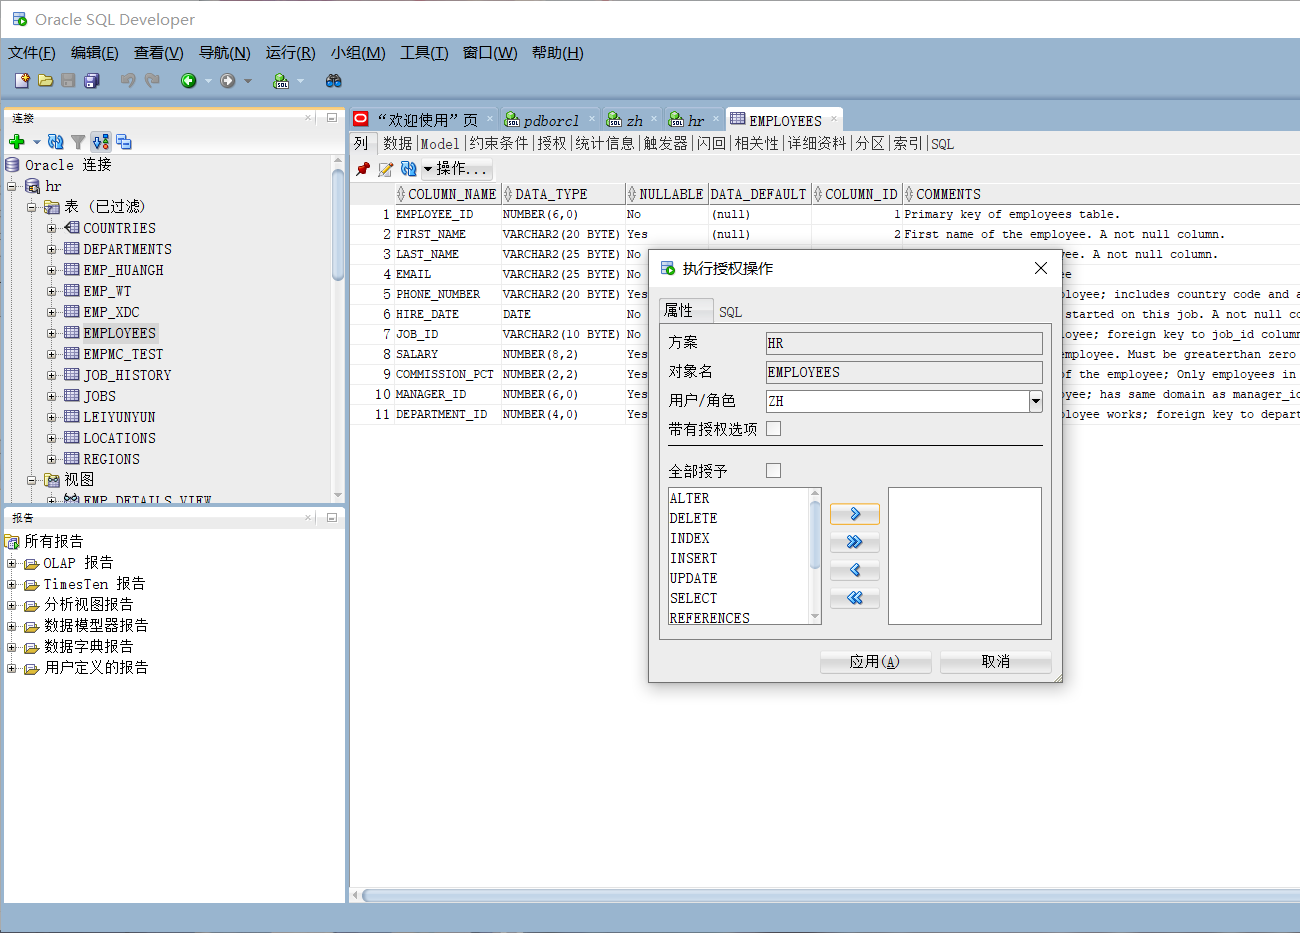 Oracle SQL Developer
文件(F) 编辑(E) 查看(V) 导航(N) 运行(R) 小组(M) 工具(T) 窗口(W) 帮助(H)
连接
Oracle 连接
hr
表 (已过滤)
COUNTRIES
DEPARTMENTS
EMP_HUANGH
EMP_WT
EMP_XDC
EMPLOYEES
EMPMC_TEST
JOB_HISTORY
JOBS
LEIYUNYUN
LOCATIONS
REGIONS
视图
EMP_DETAILS_VIEW
报告
所有报告
OLAP 报告
TimesTen 报告
分析视图报告
数据模型器报告
数据字典报告
用户定义的报告
“欢迎使用”页 pdborcl zh hr EMPLOYEES
列 数据 Model 约束条件 授权 统计信息 触发器 闪回 相关性 详细资料 分区 索引 SQL
操作...
COLUMN_NAME DATA_TYPE NULLABLE DATA_DEFAULT COLUMN_ID COMMENTS
1 EMPLOYEE_ID NUMBER(6,0) No (null) 1 Primary key of employees table.
2 FIRST_NAME VARCHAR2(20 BYTE) Yes (null) 2 First name of the employee. A not null column.
3 LAST_NAME VARCHAR2(25 BYTE) No ee. A not null column.
4 EMAIL VARCHAR2(25 BYTE) No ee
5 PHONE_NUMBER VARCHAR2(20 BYTE) Yes loyee; includes country code and a
6 HIRE_DATE DATE No started on this job. A not null co
7 JOB_ID VARCHAR2(10 BYTE) No oyee; foreign key to job_id column
8 SALARY NUMBER(8,2) Yes employee. Must be greaterthan zero
9 COMMISSION_PCT NUMBER(2,2) Yes of the employee; Only employees in
10 MANAGER_ID NUMBER(6,0) Yes yee; has same domain as manager_id
11 DEPARTMENT_ID NUMBER(4,0) Yes loyee works; foreign key to depart
执行授权操作
属性 SQL
方案 HR
对象名 EMPLOYEES
用户/角色 ZH
带有授权选项
全部授予
ALTER
DELETE
INDEX
INSERT
UPDATE
SELECT
REFERENCES
应用(A) 取消